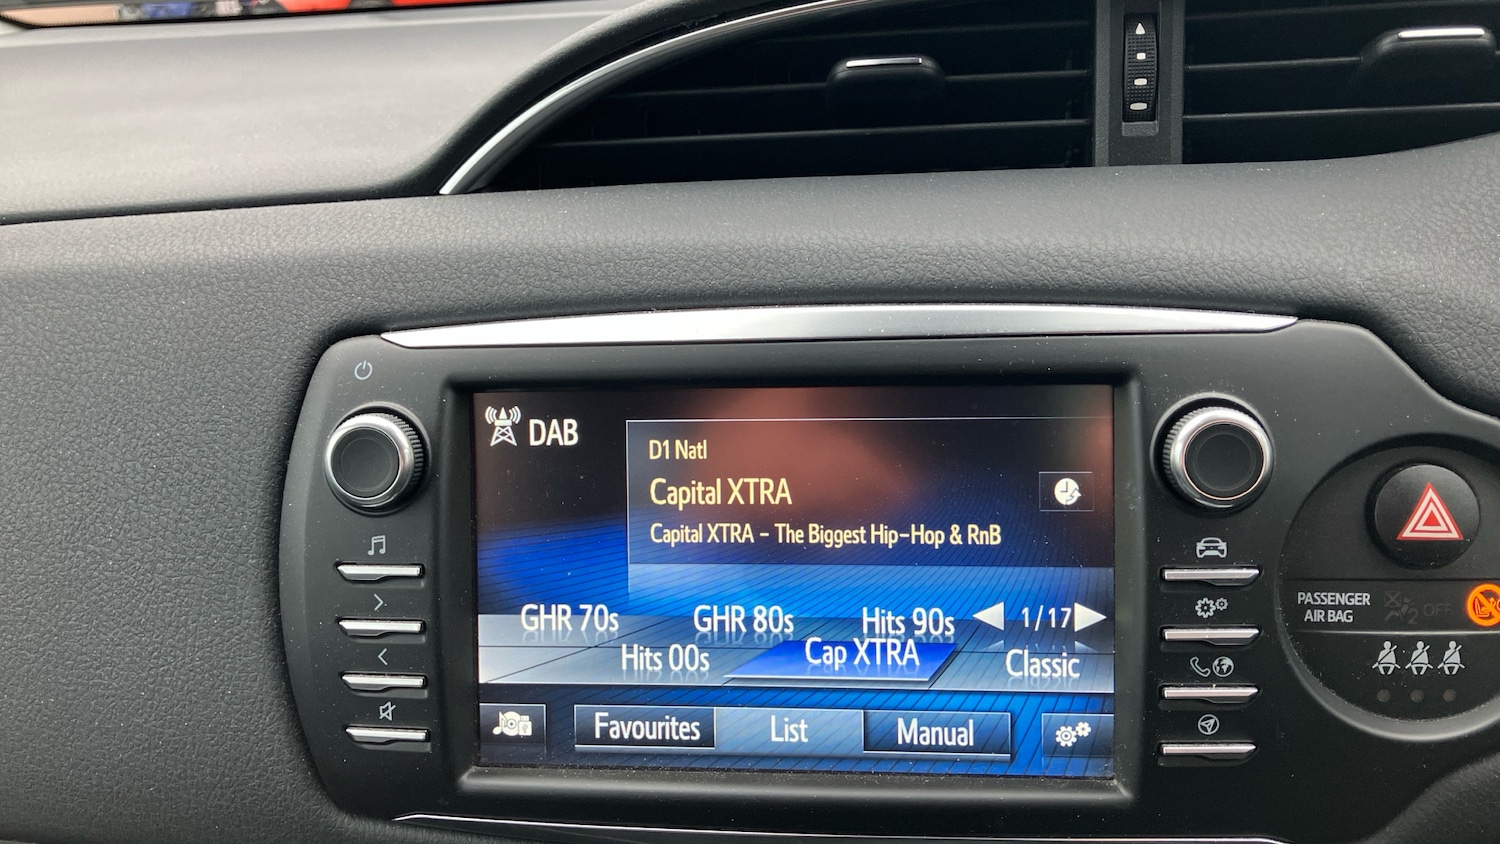 DAB
D1 Natl
Capital XTRA
Capital XTRA - The Biggest Hip-Hop & RnB
GHR 70s GHR 80s Hits 90s 1/17
Hits 00s Cap XTRA Classic
Favourites List Manual
PASSENGER
AIR BAG
2 OFF